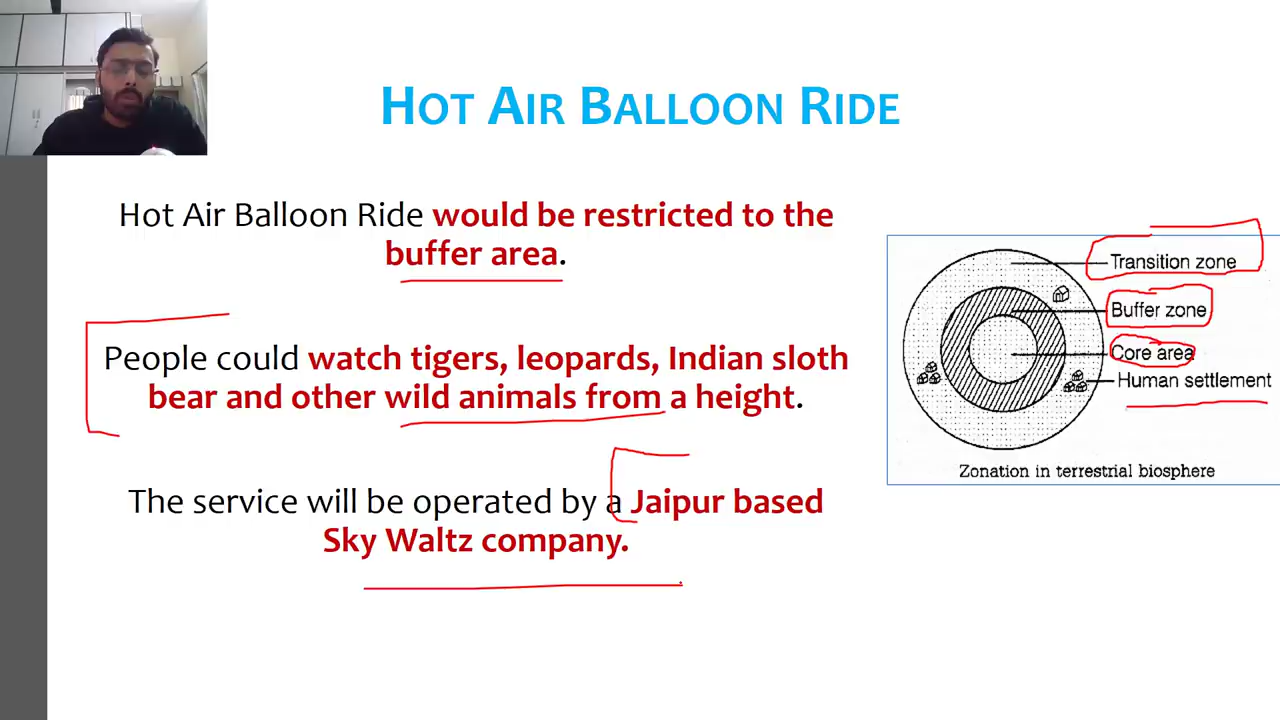 HOT AIR BALLOON RIDE
Hot Air Balloon Ride would be restricted to the
buffer area.
People could watch tigers, leopards, Indian sloth
bear and other wild animals from a height.
The service will be operated by a Jaipur based
Sky Waltz company.
Transition zone
Buffer zone
Core area
Human settlement
Zonation in terrestrial biosphere